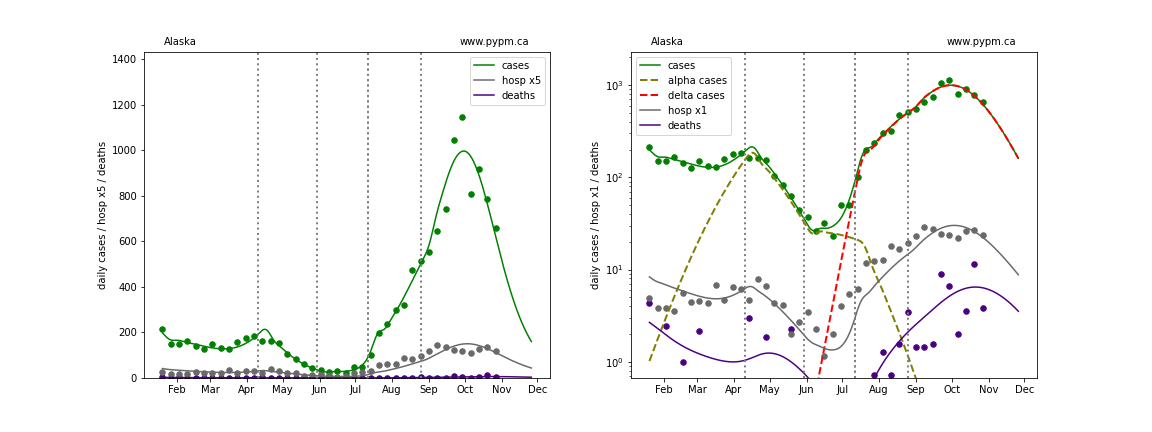 Alaska
www.pypm.ca
1400
1200
1000
800
600
400
200
0
daily cases / hosp x5 / deaths
cases
hosp x5
deaths
Feb Mar Apr May Jun Jul Aug Sep Oct Nov Dec
Alaska
www.pypm.ca
10³
10²
10¹
10⁰
daily cases / hosp x1 / deaths
cases
alpha cases
delta cases
hosp x1
deaths
Feb Mar Apr May Jun Jul Aug Sep Oct Nov Dec